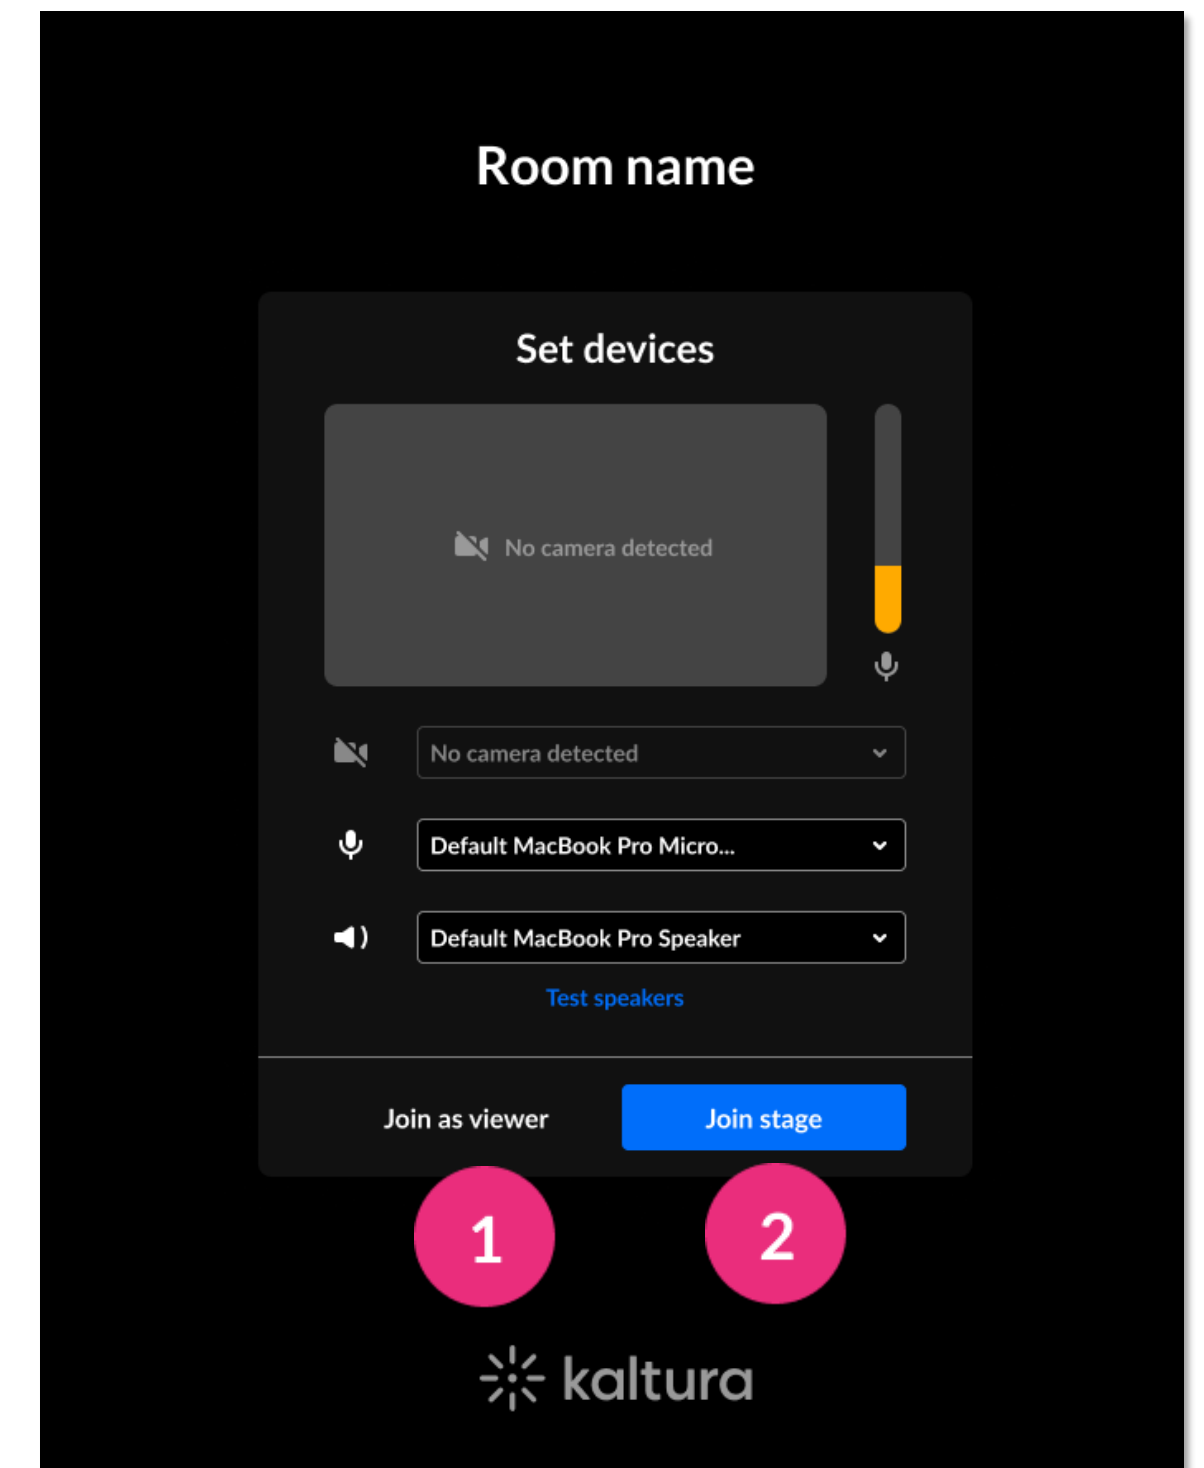 Room name
Set devices
No camera detected
No camera detected
Default MacBook Pro Micro...
Default MacBook Pro Speaker
Test speakers
Join as viewer
Join stage
1
2
kaltura